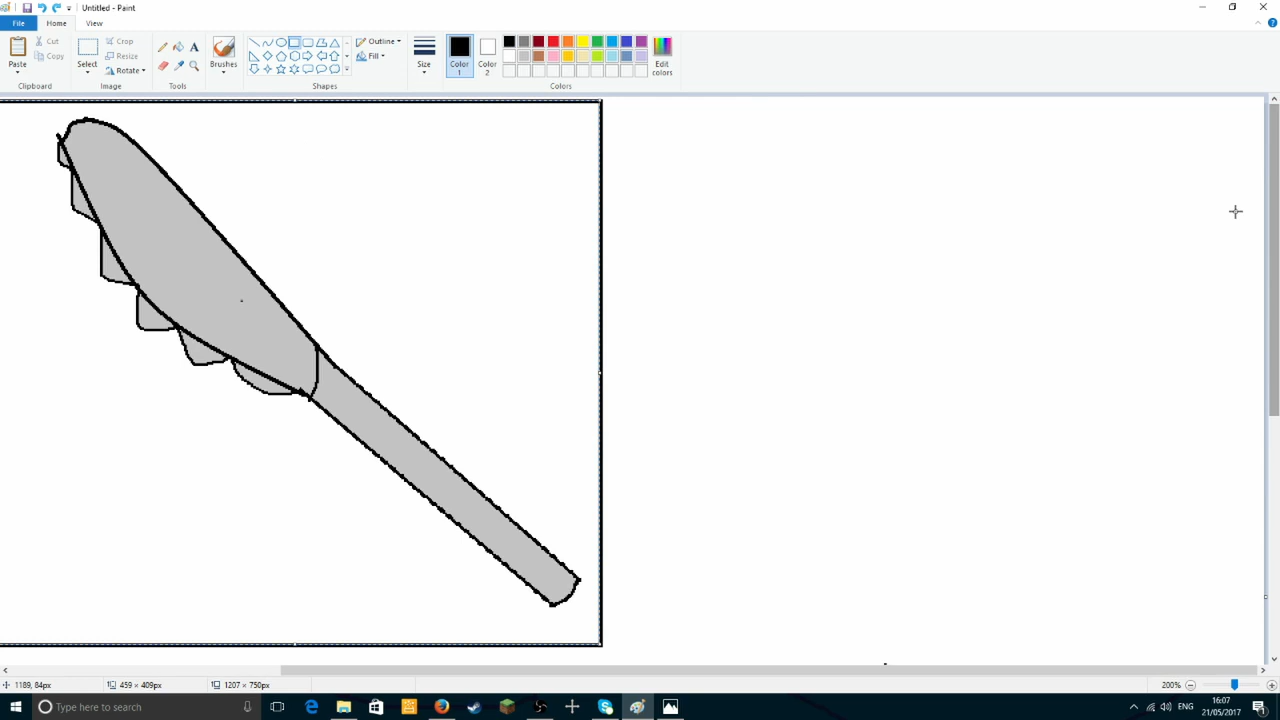 Untitled - Paint
File Home View
Paste
Cut
Copy
Clipboard
Select
Crop
Resize
Rotate
Image
Tools
Brushes
Shapes
Outline
Fill
Size
Color 1
Color 2
Edit colors
Colors
1189, 84px
459 × 409px
1207 × 750px
200%
Type here to search
ENG
16:07
21/05/2017
1